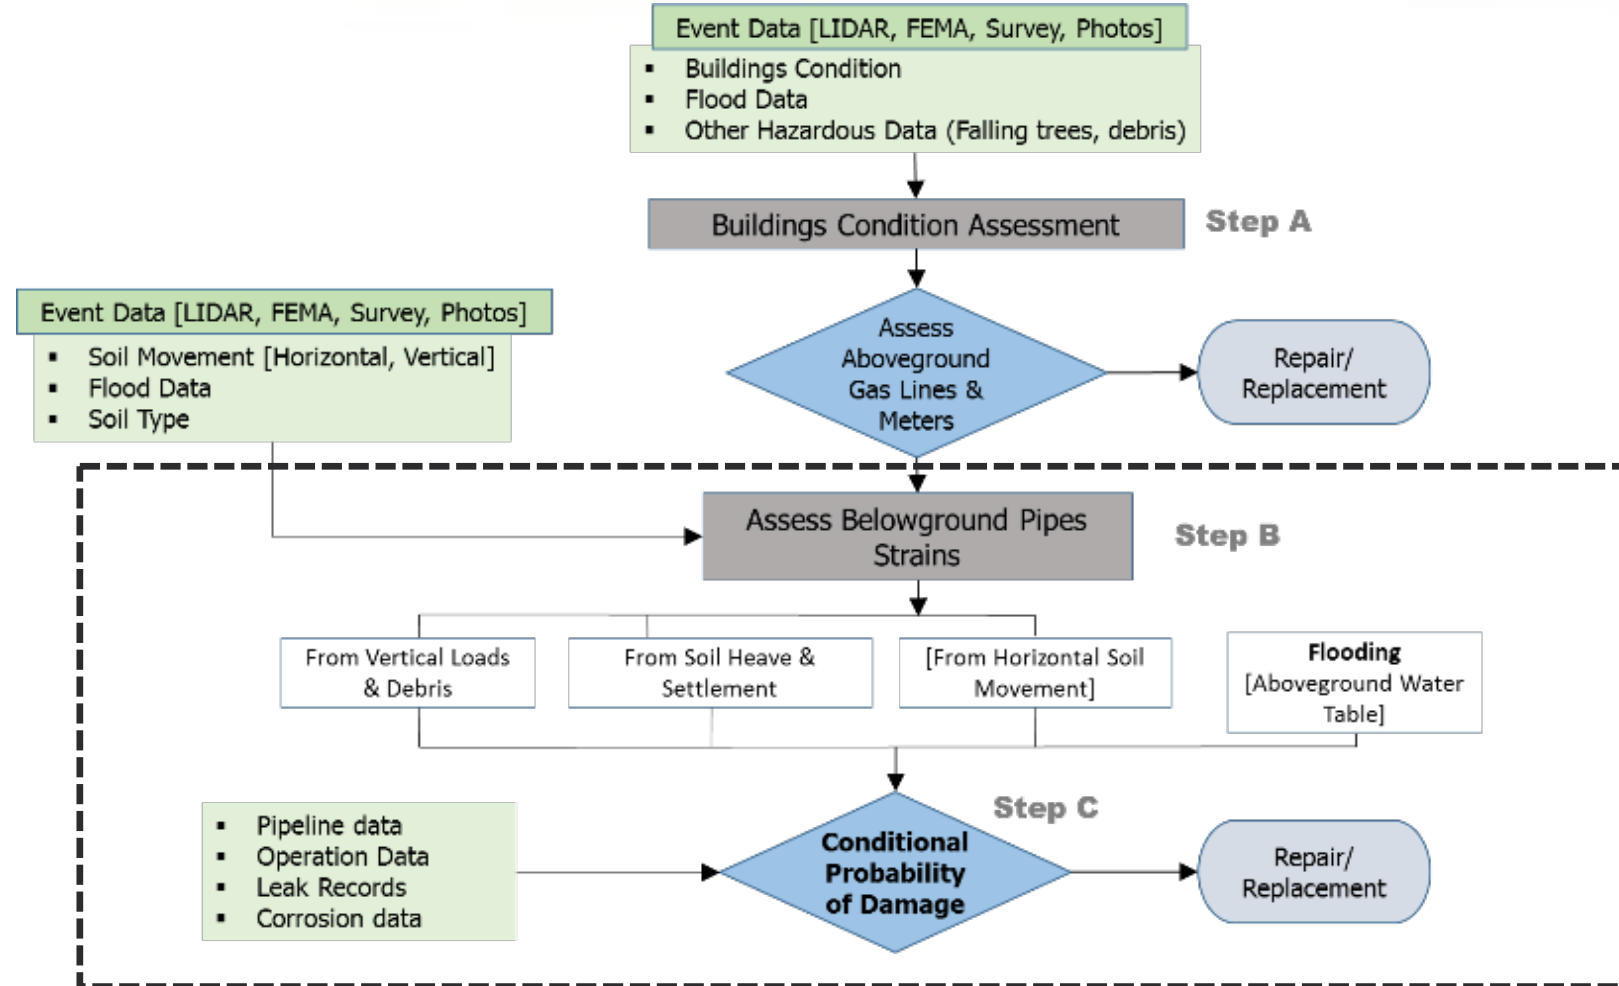 Event Data [LIDAR, FEMA, Survey, Photos]
▪ Buildings Condition
▪ Flood Data
▪ Other Hazardous Data (Falling trees, debris)
Buildings Condition Assessment
Step A
Event Data [LIDAR, FEMA, Survey, Photos]
▪ Soil Movement [Horizontal, Vertical]
▪ Flood Data
▪ Soil Type
Assess
Aboveground
Gas Lines &
Meters
Repair/
Replacement
Assess Belowground Pipes
Strains
Step B
From Vertical Loads
& Debris
From Soil Heave &
Settlement
[From Horizontal Soil
Movement]
Flooding
[Aboveground Water
Table]
Step C
▪ Pipeline data
▪ Operation Data
▪ Leak Records
▪ Corrosion data
Conditional
Probability
of Damage
Repair/
Replacement